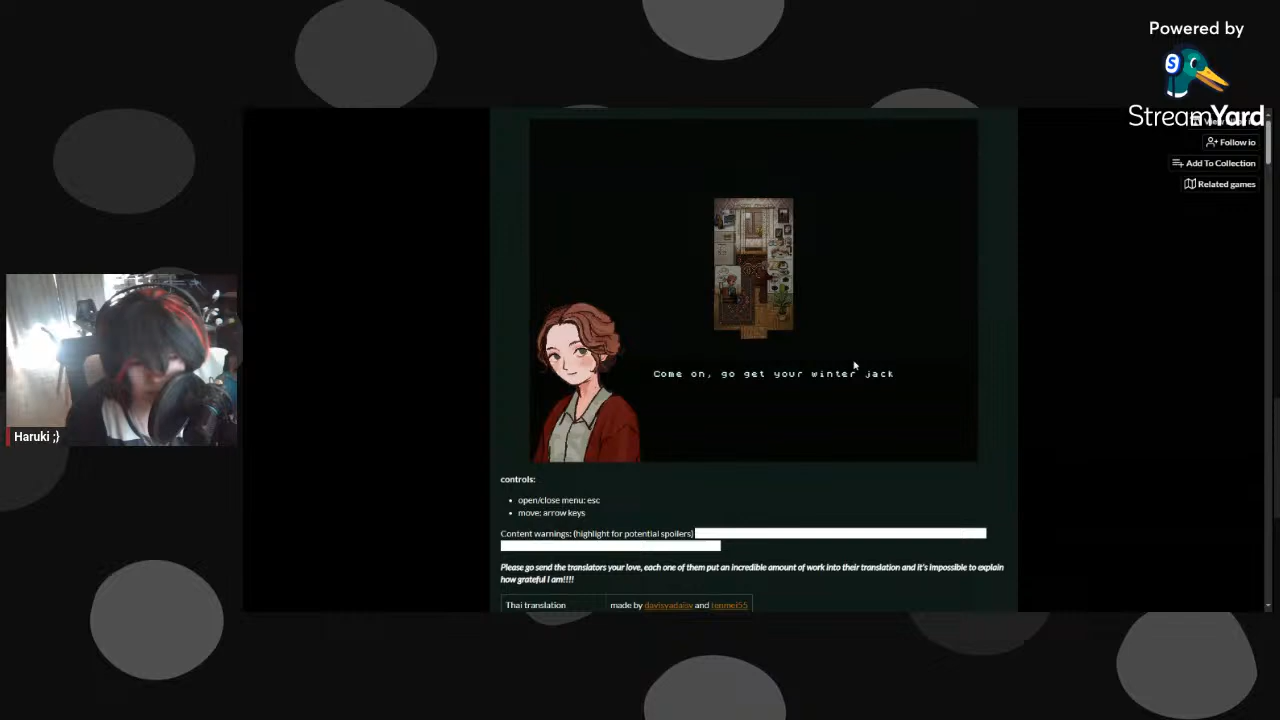 Powered by
StreamYard
Follow io
Add To Collection
Related games
Come on, go get your winter jack
Haruki ;}
controls:
open/close menu: esc
move: arrow keys
Content warnings: (highlight for potential spoilers)
Please go send the translators your love, each one of them put an incredible amount of work into their translation and it's impossible to explain
how grateful I am!!!!
Thai translation made by davisyadaisy and